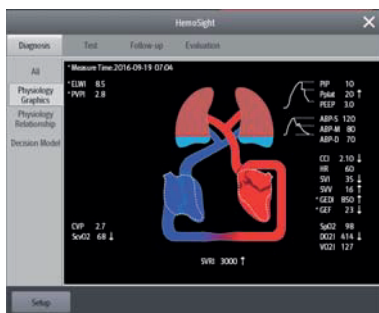 HemoSight
Diagnosis Test Follow-up Evaluation
All
Physiology Graphics
Physiology Relationship
Decision Model
*Measure Time:2016-09-19 07:04
*ELWI 8.5
*PVPI 2.8
PIP 10
Pplat 20 ↑
PEEP 3.0
ABP-S 120
ABP-M 80
ABP-D 70
CCI 2.10 ↓
HR 60
SVI 35 ↓
SVV 16 ↑
*GEDI 850 ↑
*GEF 23 ↓
CVP 2.7
ScvO2 68 ↓
SpO2 98
DO2I 414 ↓
VO2I 127
SVRI 3000 ↑
Setup